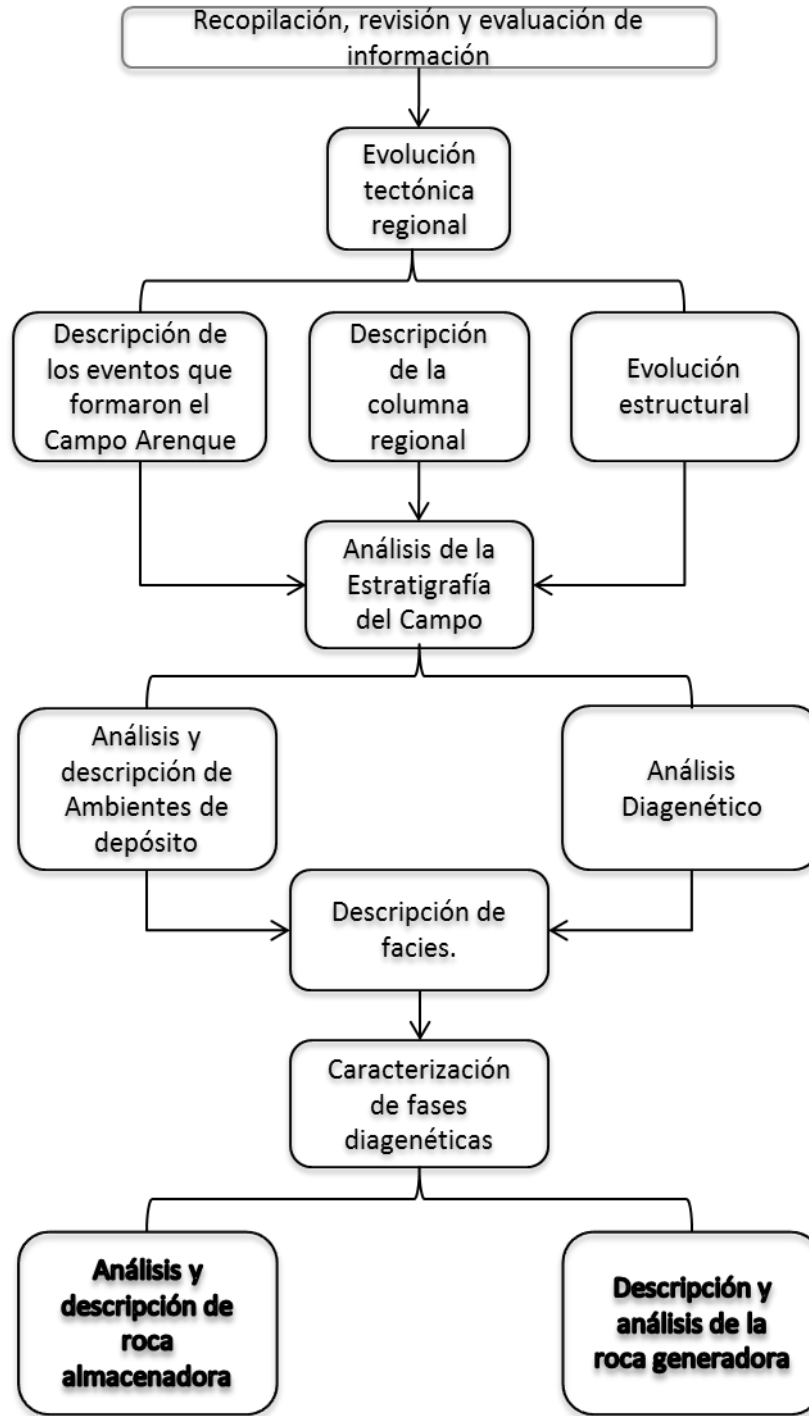 Recopilación, revisión y evaluación de
información
Evolución
tectónica
regional
Descripción de
los eventos que
formaron el
Campo Arenque
Descripción
de la
columna
regional
Evolución
estructural
Análisis de la
Estratigrafía
del Campo
Análisis y
descripción de
Ambientes de
depósito
Análisis
Diagenético
Descripción de
facies.
Caracterización
de fases
diagenéticas
Análisis y
descripción de
roca
almacenadora
Descripción y
análisis de la
roca generadora